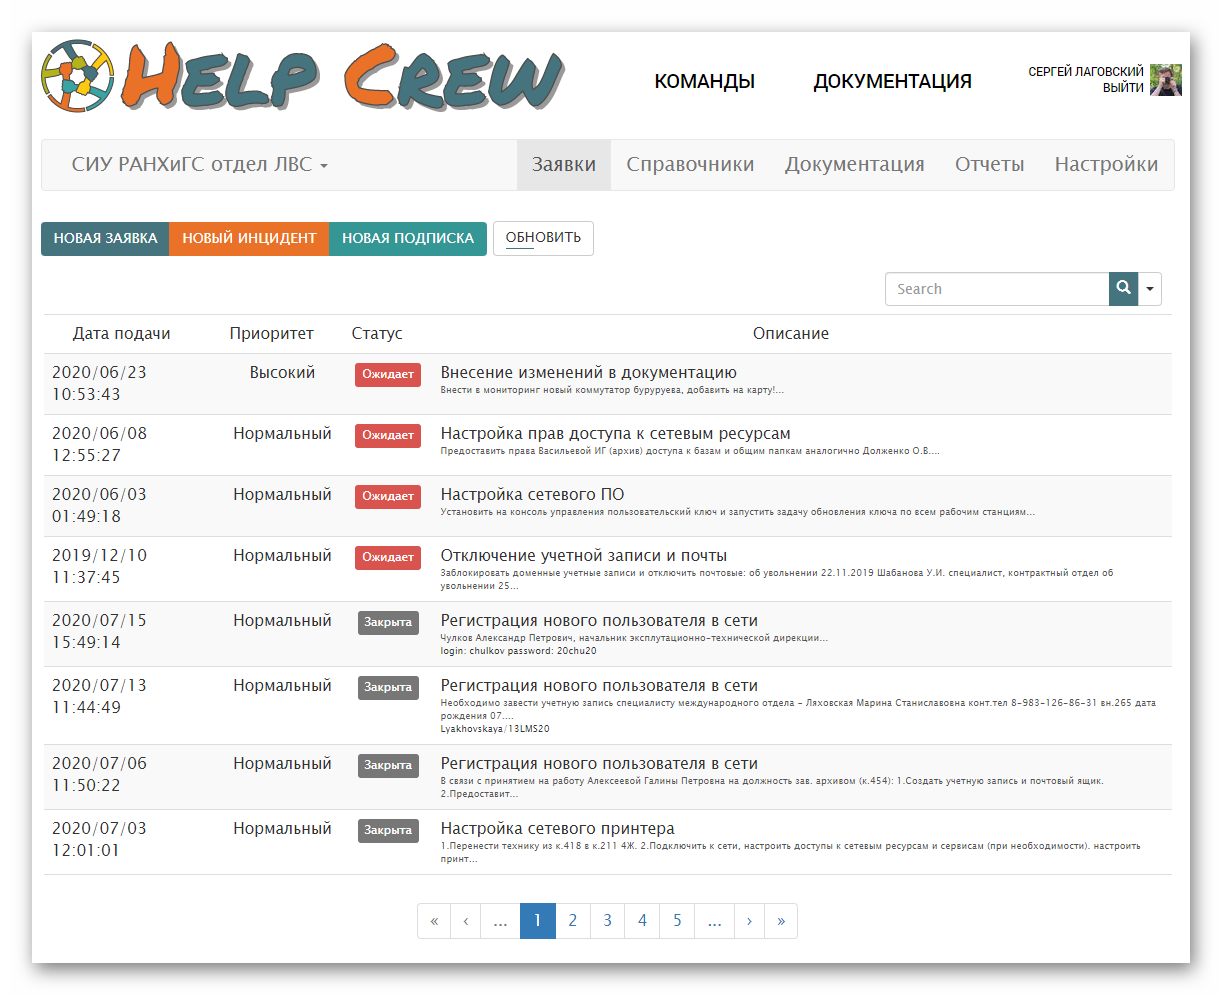 HELP CREW
КОМАНДЫ
ДОКУМЕНТАЦИЯ
СЕРГЕЙ ЛАГОВСКИЙ
ВЫЙТИ
СИУ РАНХиГС отдел ЛВС
Заявки
Справочники
Документация
Отчеты
Настройки
НОВАЯ ЗАЯВКА
НОВЫЙ ИНЦИДЕНТ
НОВАЯ ПОДПИСКА
ОБНОВИТЬ
Search
Дата подачи Приоритет Статус Описание
2020/06/23 Высокий Ожидает Внесение изменений в документацию
10:53:43 Внести в мониторинг новый коммутатор буруруева, добавить на карту!...
2020/06/08 Нормальный Ожидает Настройка прав доступа к сетевым ресурсам
12:55:27 Предоставить права Васильевой ИГ (архив) доступа к базам и общим папкам аналогично Долженко О.В....
2020/06/03 Нормальный Ожидает Настройка сетевого ПО
01:49:18 Установить на консоль управления пользовательский ключ и запустить задачу обновления ключа по всем рабочим станциям...
2019/12/10 Нормальный Ожидает Отключение учетной записи и почты
11:37:45 Заблокировать доменные учетные записи и отключить почтовые: об увольнении 22.11.2019 Шабанова У.И. специалист, контрактный отдел об
увольнении 25...
2020/07/15 Нормальный Закрыта Регистрация нового пользователя в сети
15:49:14 Чулков Александр Петрович, начальник эксплутационно-технической дирекции...
login: chulkov password: 20chu20
2020/07/13 Нормальный Закрыта Регистрация нового пользователя в сети
11:44:49 Необходимо завести учетную запись специалисту международного отдела - Ляховская Марина Станиславовна конт.тел 8-983-126-86-31 вн.265 дата
рождения 07....
Lyakhovskaya/13LMS20
2020/07/06 Нормальный Закрыта Регистрация нового пользователя в сети
11:50:22 В связи с принятием на работу Алексеевой Галины Петровна на должность зав. архивом (к.454): 1.Создать учетную запись и почтовый ящик.
2.Предоставит...
2020/07/03 Нормальный Закрыта Настройка сетевого принтера
12:01:01 1.Перенести технику из к.418 в к.211 4Ж. 2.Подключить к сети, настроить доступы к сетевым ресурсам и сервисам (при необходимости). настроить
принт...
« ‹ ... 1 2 3 4 5 ... › »